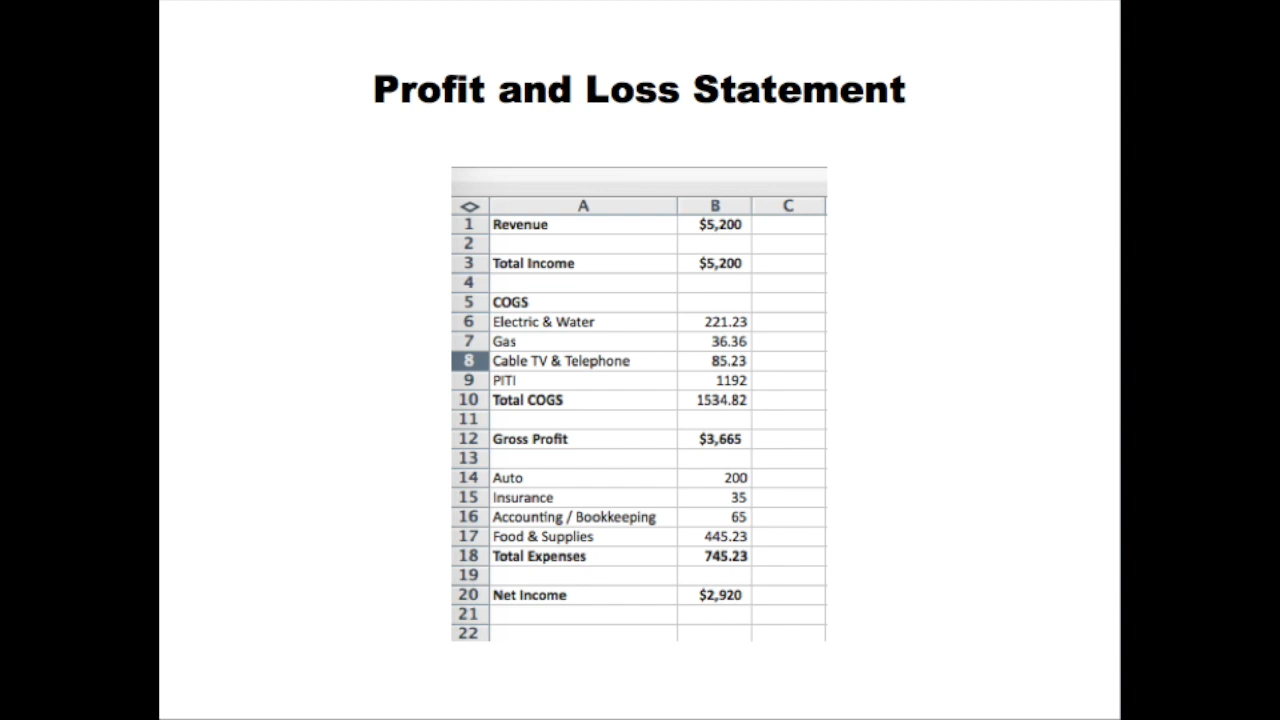 Profit and Loss Statement
A B C
1 Revenue $5,200
2
3 Total Income $5,200
4
5 COGS
6 Electric & Water 221.23
7 Gas 36.36
8 Cable TV & Telephone 85.23
9 PITI 1192
10 Total COGS 1534.82
11
12 Gross Profit $3,665
13
14 Auto 200
15 Insurance 35
16 Accounting / Bookkeeping 65
17 Food & Supplies 445.23
18 Total Expenses 745.23
19
20 Net Income $2,920
21
22